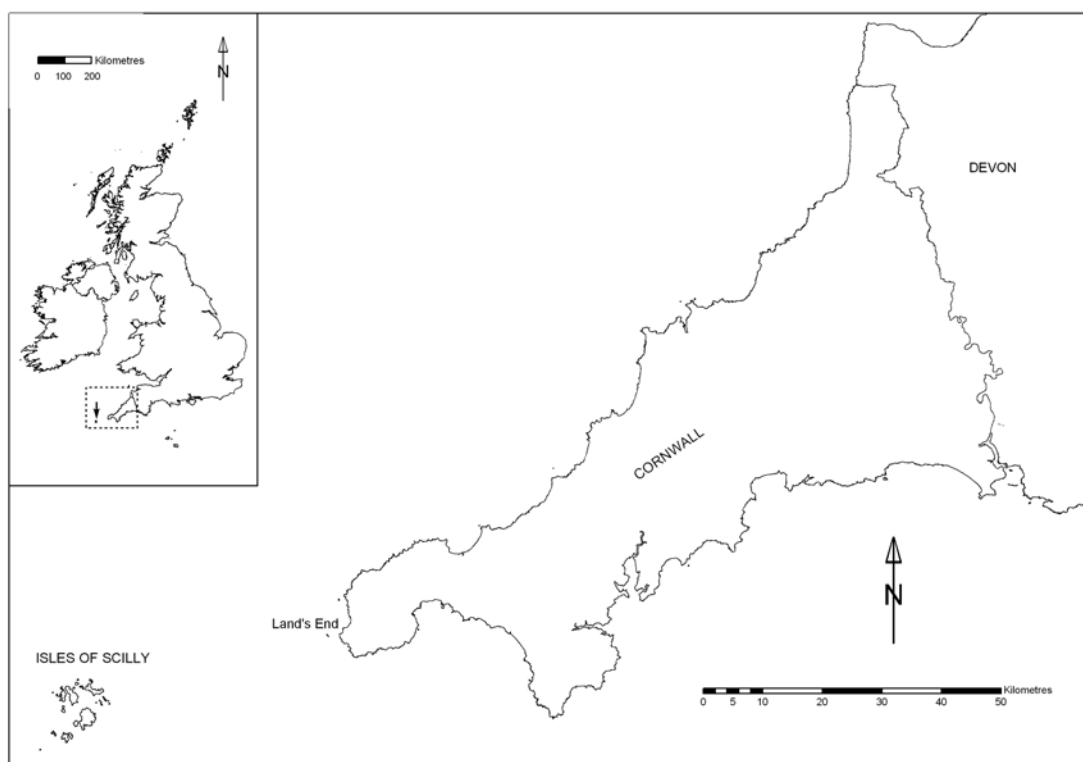 Kilometres
0 100 200
N
DEVON
CORNWALL
Land's End
ISLES OF SCILLY
N
Kilometres
0 5 10 20 30 40 50